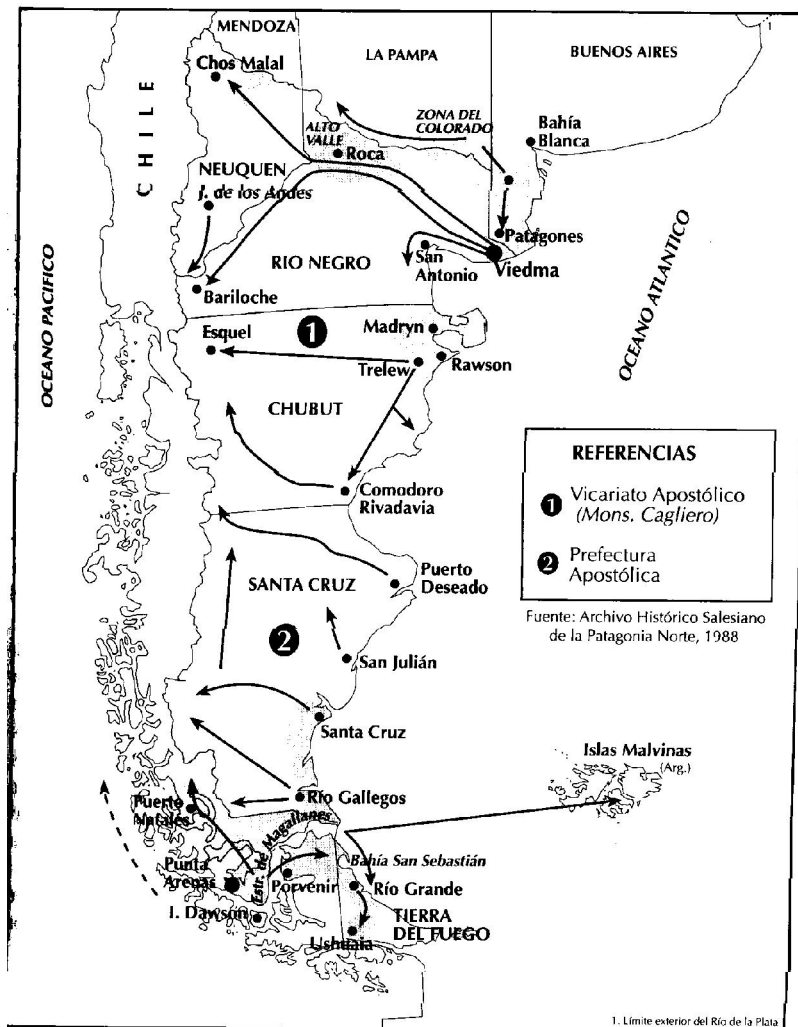 MENDOZA
LA PAMPA
BUENOS AIRES
1
Chos Malal
ZONA DEL
COLORADO
Bahía
Blanca
ALTO
VALLE
Roca
CHILE
NEUQUEN
J. de los Andes
Patagones
San
Antonio
Viedma
RIO NEGRO
Bariloche
OCEANO PACIFICO
OCEANO ATLANTICO
Esquel
1
Madryn
Trelew
Rawson
CHUBUT
Comodoro
Rivadavia
REFERENCIAS
1 Vicariato Apostólico
(Mons. Cagliero)
2 Prefectura
Apostólica
Fuente: Archivo Histórico Salesiano
de la Patagonia Norte, 1988
Puerto
Deseado
SANTA CRUZ
2
San Julián
Santa Cruz
Islas Malvinas
(Arg.)
Puerto
Natales
Río Gallegos
Estr. de Magallanes
Bahía San Sebastián
Punta
Arenas
Porvenir
Río Grande
I. Dawson
TIERRA
DEL FUEGO
Ushuaia
1. Límite exterior del Río de la Plata